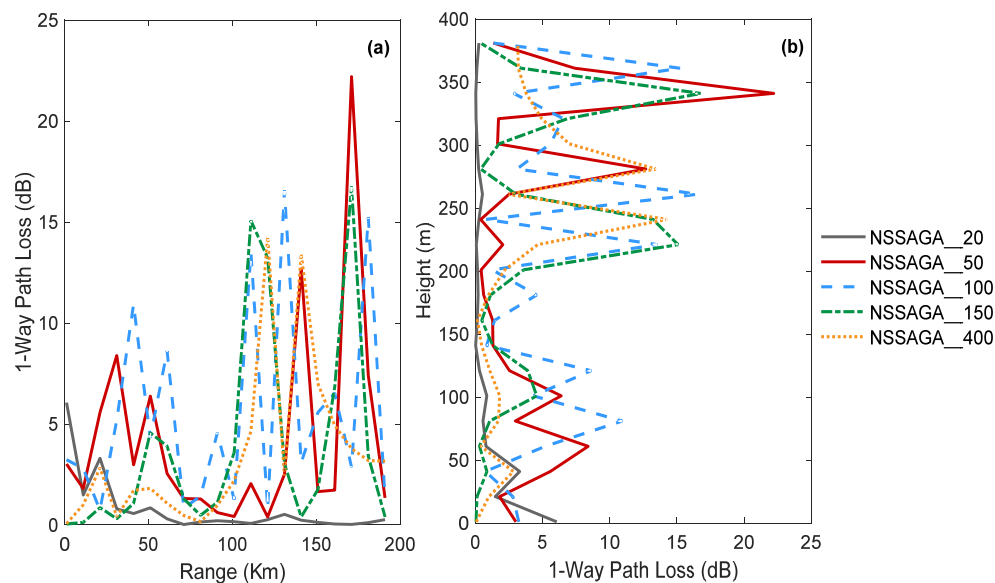 (a)
25
20
15
10
5
0
1-Way Path Loss (dB)
0 50 100 150 200
Range (Km)
(b)
400
350
300
250
200
150
100
50
0
Height (m)
0 5 10 15 20 25
1-Way Path Loss (dB)
NSSAGA__20
NSSAGA__50
NSSAGA__100
NSSAGA__150
NSSAGA__400